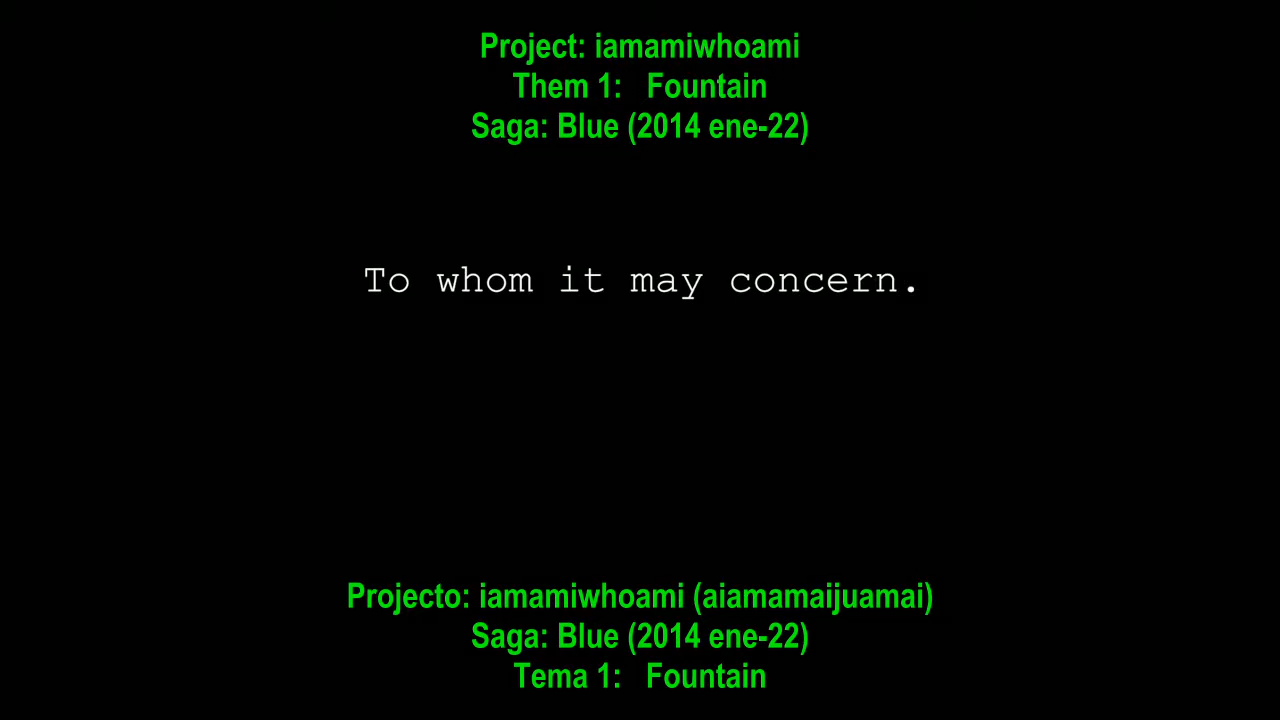 Project: iamamiwhoami
Them 1: Fountain
Saga: Blue (2014 ene-22)
To whom it may concern.
Projecto: iamamiwhoami (aiamamaijuamai)
Saga: Blue (2014 ene-22)
Tema 1: Fountain